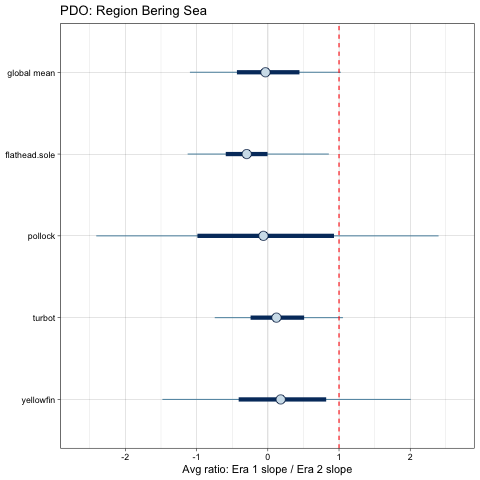 PDO: Region Bering Sea
global mean
flathead.sole
pollock
turbot
yellowfin
-2 -1 0 1 2
Avg ratio: Era 1 slope / Era 2 slope